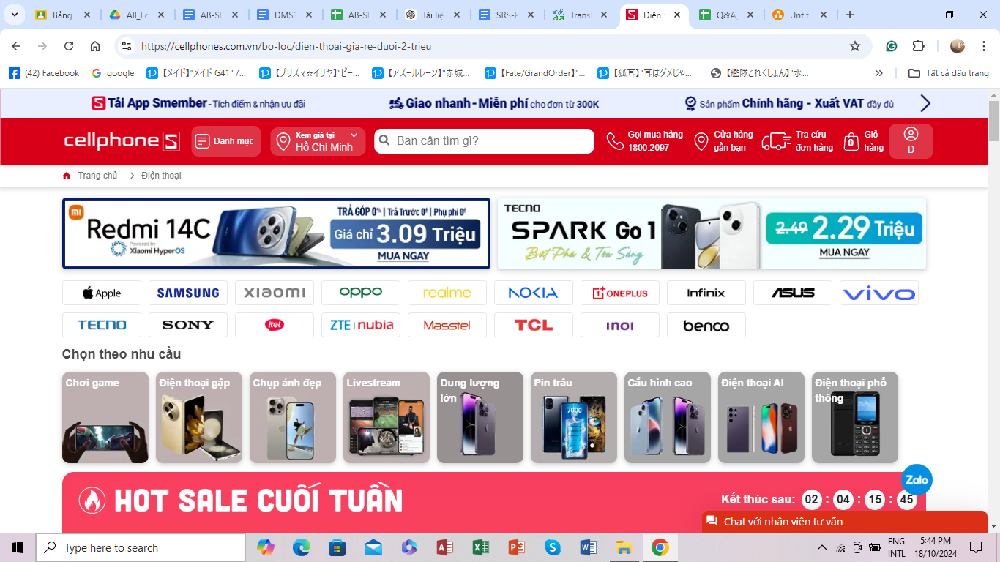 Bảng
All_Fo
AB-SD
DMST
AB-SD
Tài liệ
SRS-P
Trans
Điện
Q&A
Untitl
https://cellphones.com.vn/bo-loc/dien-thoai-gia-re-duoi-2-trieu
(42) Facebook
google
【メイド】"メイド G41" /...
【プリズマ☆イリヤ】"ビー...
【アズールレーン】"赤城...
【Fate/GrandOrder】"...
【狐耳】"耳はダメじゃ...
【艦隊これくしょん】"水...
Tất cả dấu trang
Tải App Smember - Tích điểm & nhận ưu đãi
Giao nhanh - Miễn phí cho đơn từ 300K
Sản phẩm Chính hãng - Xuất VAT đầy đủ
cellphone S
Danh mục
Xem giá tại
Hồ Chí Minh
Bạn cần tìm gì?
Gọi mua hàng
1800.2097
Cửa hàng
gần bạn
Tra cứu
đơn hàng
0
Giỏ
hàng
D
Trang chủ
Điện thoại
Redmi 14C
Powered by
Xiaomi HyperOS
TRẢ GÓP 0% | Trả Trước 0đ | Phụ phí 0đ
Giá chỉ 3.09 Triệu
MUA NGAY
TECNO
SPARK Go 1
Bứt Phá & Tỏa Sáng
2.49 2.29 Triệu
MUA NGAY
Apple
SAMSUNG
xiaomi
oppo
realme
NOKIA
ONEPLUS
Infinix
ASUS
vivo
TECNO
SONY
itel
ZTE | nubia
Masstel
TCL
INOI
benco
Chọn theo nhu cầu
Chơi game
Điện thoại gập
Chụp ảnh đẹp
Livestream
Dung lượng
lớn
Pin trâu
7000
Cấu hình cao
Điện thoại AI
Điện thoại phổ
thông
Zalo
HOT SALE CUỐI TUẦN
Kết thúc sau: 02 : 04 : 15 : 45
Chat với nhân viên tư vấn
Type here to search
ENG
INTL
5:44 PM
18/10/2024